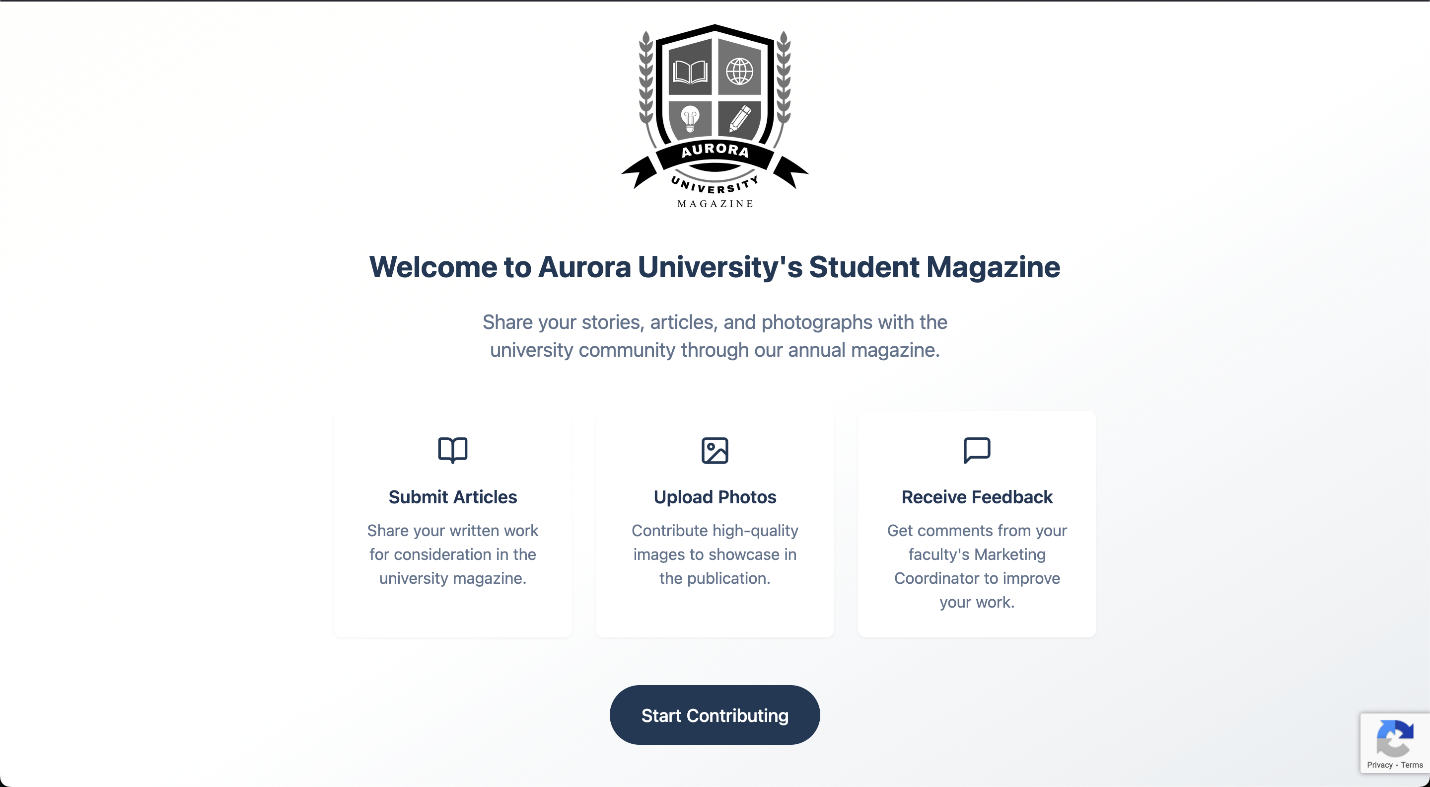 AURORA
UNIVERSITY
MAGAZINE
Welcome to Aurora University's Student Magazine
Share your stories, articles, and photographs with the
university community through our annual magazine.
Submit Articles
Share your written work
for consideration in the
university magazine.
Upload Photos
Contribute high-quality
images to showcase in
the publication.
Receive Feedback
Get comments from your
faculty's Marketing
Coordinator to improve
your work.
Start Contributing
Privacy - Terms